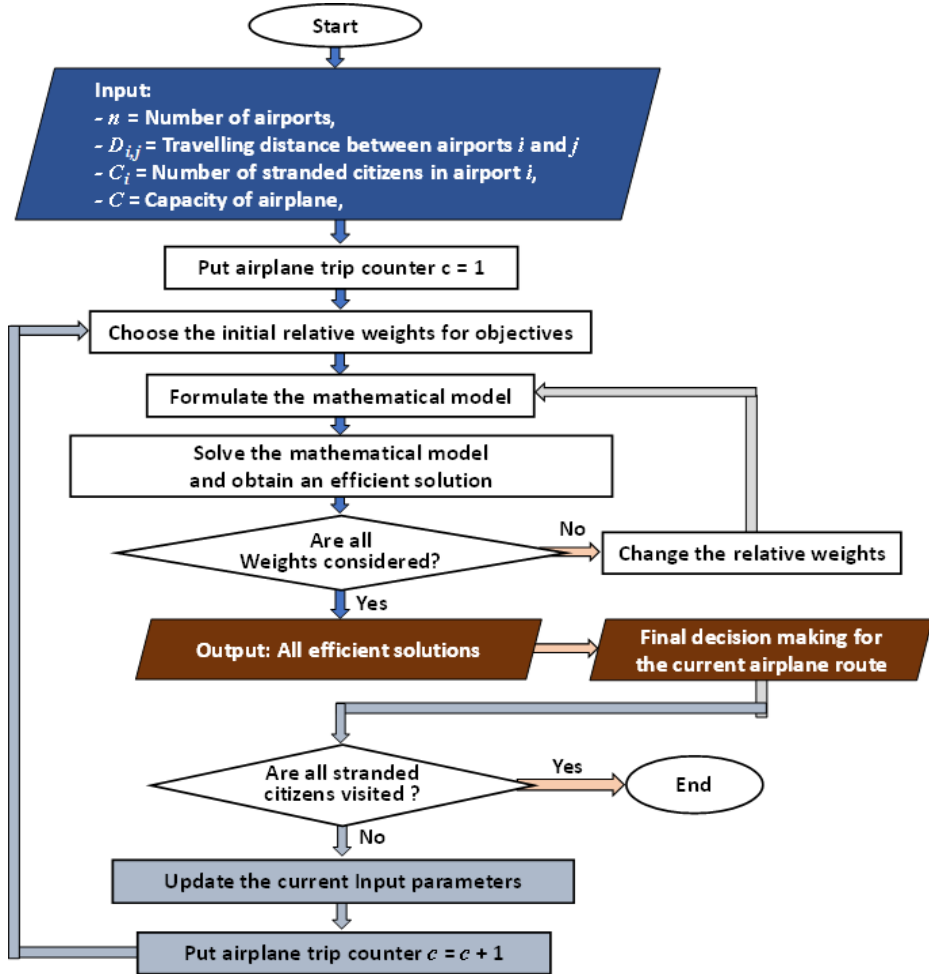 Start
Input:
- n = Number of airports,
- D_{i,j} = Travelling distance between airports i and j
- C_i = Number of stranded citizens in airport i,
- C = Capacity of airplane,
Put airplane trip counter c = 1
Choose the initial relative weights for objectives
Formulate the mathematical model
Solve the mathematical model
and obtain an efficient solution
Are all
Weights considered?
No
Change the relative weights
Yes
Output: All efficient solutions
Final decision making for
the current airplane route
Are all stranded
citizens visited ?
Yes
End
No
Update the current Input parameters
Put airplane trip counter c = c + 1